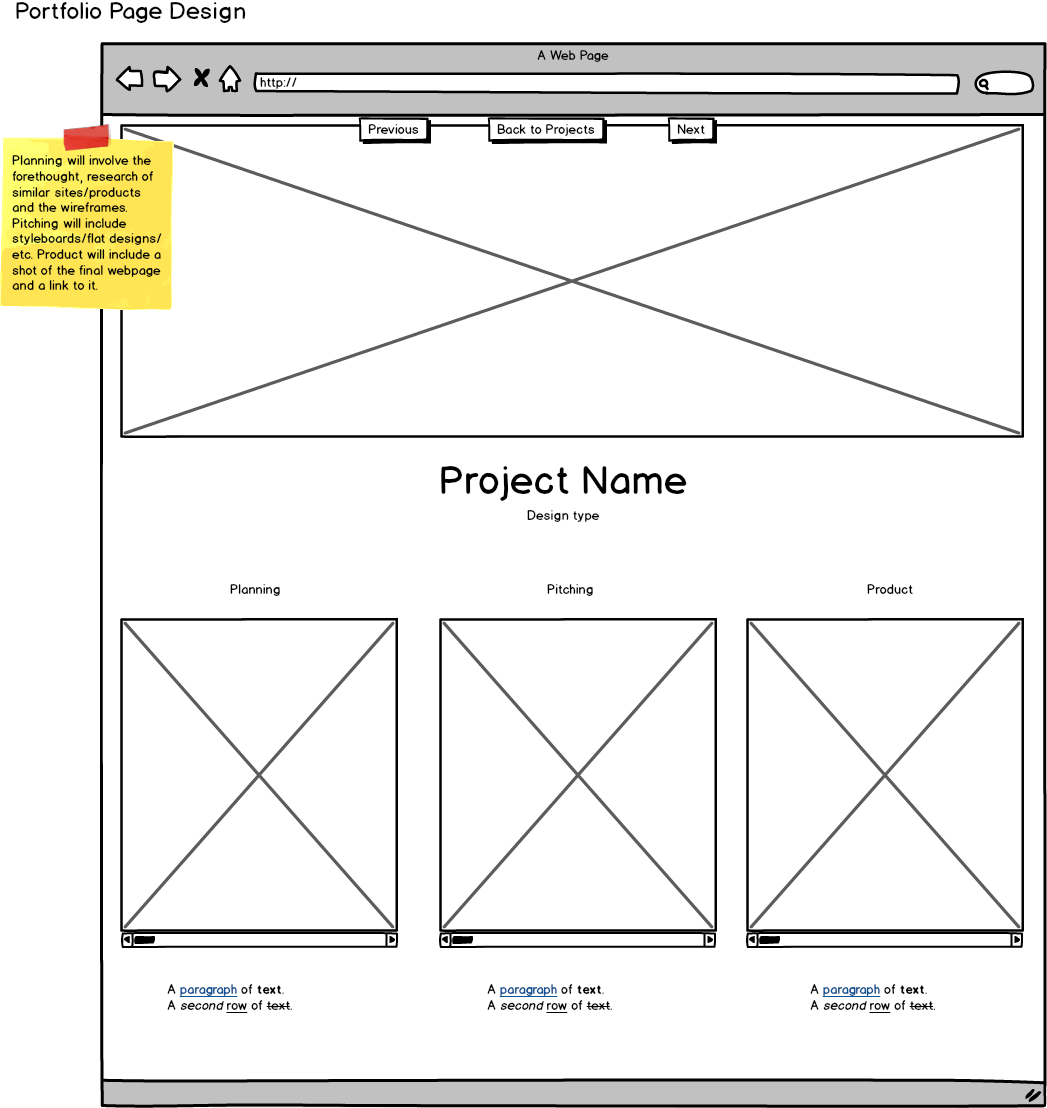 Portfolio Page Design
A Web Page
http://
Previous
Back to Projects
Next
Planning will involve the
forethought, research of
similar sites/products
and the wireframes.
Pitching will include
styleboards/flat designs/
etc. Product will include a
shot of the final webpage
and a link to it.
Project Name
Design type
Planning
Pitching
Product
A paragraph of text.
A second row of text.
A paragraph of text.
A second row of text.
A paragraph of text.
A second row of text.